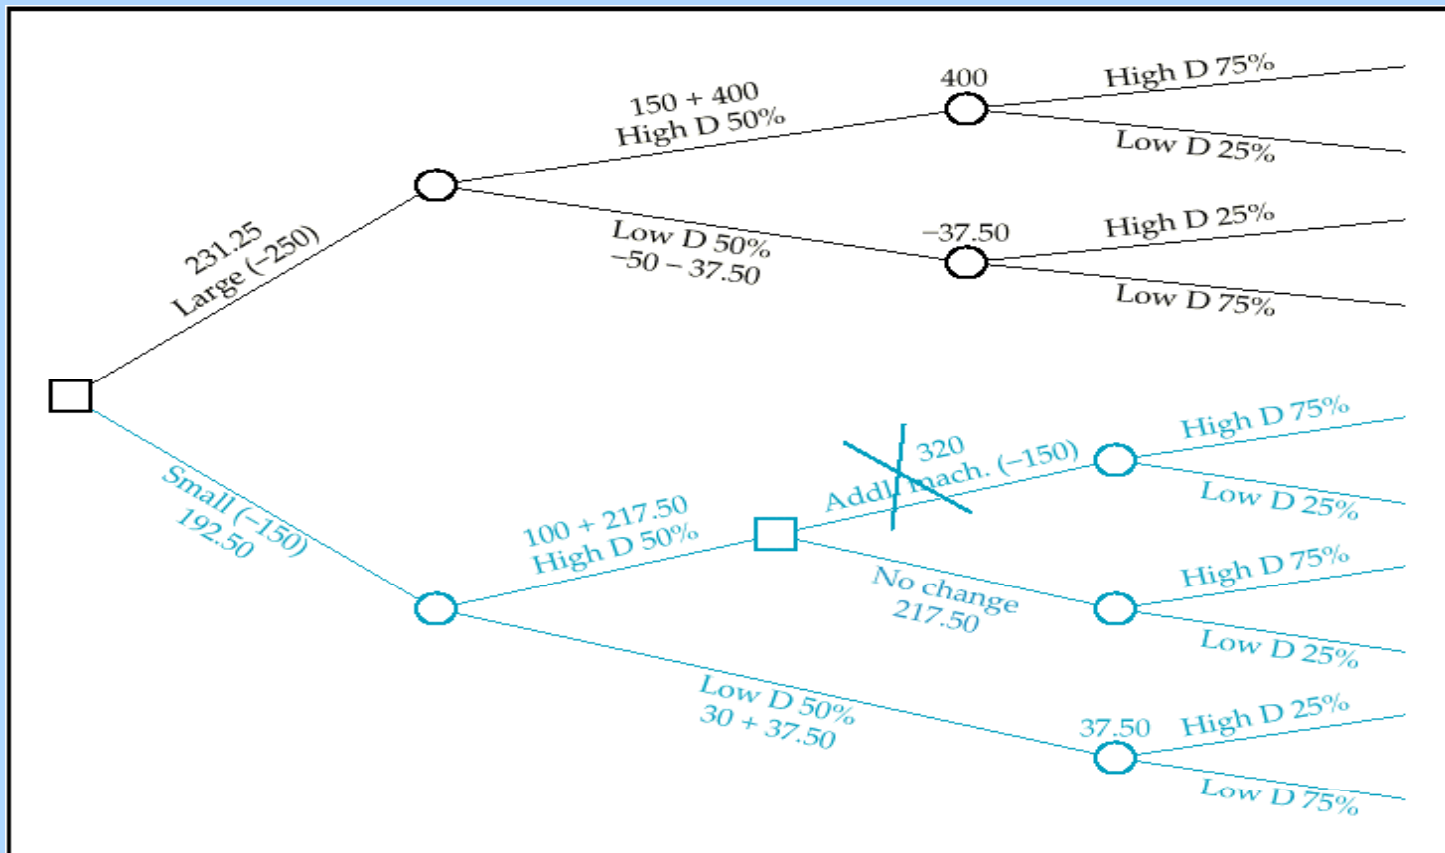 400
High D 75%
150 + 400
High D 50%
Low D 25%
231.25
Large (−250)
Low D 50%
−50 − 37.50
−37.50
High D 25%
Low D 75%
Small (−150)
192.50
320
Addl. mach. (−150)
High D 75%
Low D 25%
100 + 217.50
High D 50%
No change
217.50
High D 75%
Low D 25%
Low D 50%
30 + 37.50
37.50
High D 25%
Low D 75%